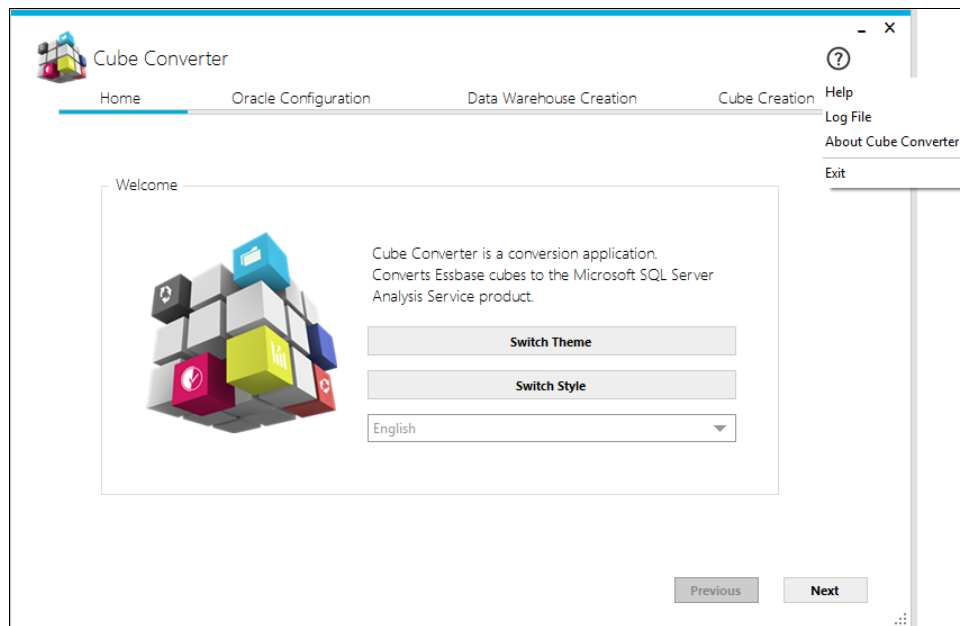 Cube Converter
Home Oracle Configuration Data Warehouse Creation Cube Creation
Help
Log File
About Cube Converter
Exit
Welcome
Cube Converter is a conversion application.
Converts Essbase cubes to the Microsoft SQL Server
Analysis Service product.
Switch Theme
Switch Style
English
Previous Next